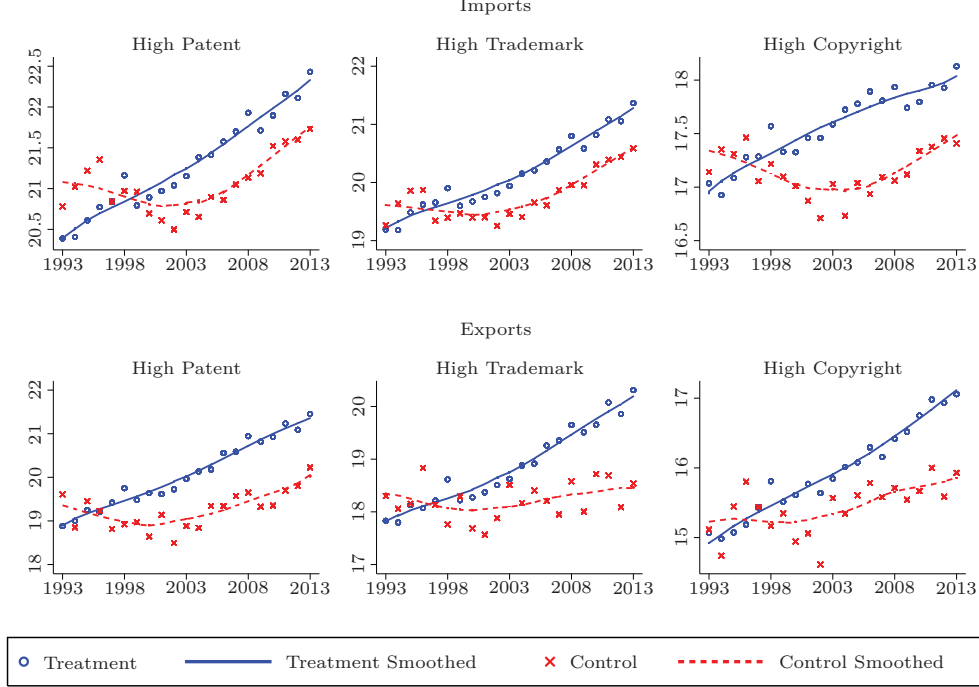 Imports
High Patent
High Trademark
High Copyright
22.5
22
21.5
21
20.5
1993 1998 2003 2008 2013
22
21
20
19
1993 1998 2003 2008 2013
18
17.5
17
16.5
1993 1998 2003 2008 2013
Exports
High Patent
High Trademark
High Copyright
22
21
20
19
18
1993 1998 2003 2008 2013
20
19
18
17
1993 1998 2003 2008 2013
17
16
15
1993 1998 2003 2008 2013
Treatment Treatment Smoothed Control Control Smoothed